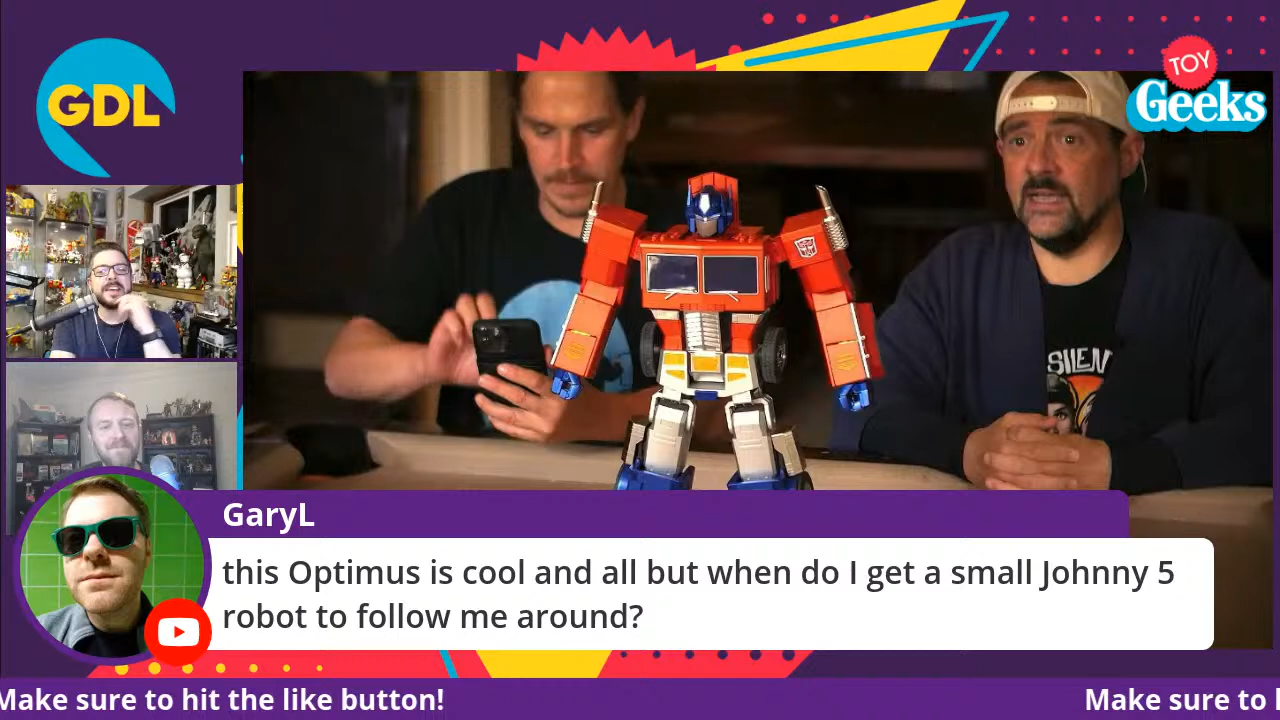 GDL
TOY
Geeks
SILEN
GaryL
this Optimus is cool and all but when do I get a small Johnny 5
robot to follow me around?
Make sure to hit the like button!
Make sure to